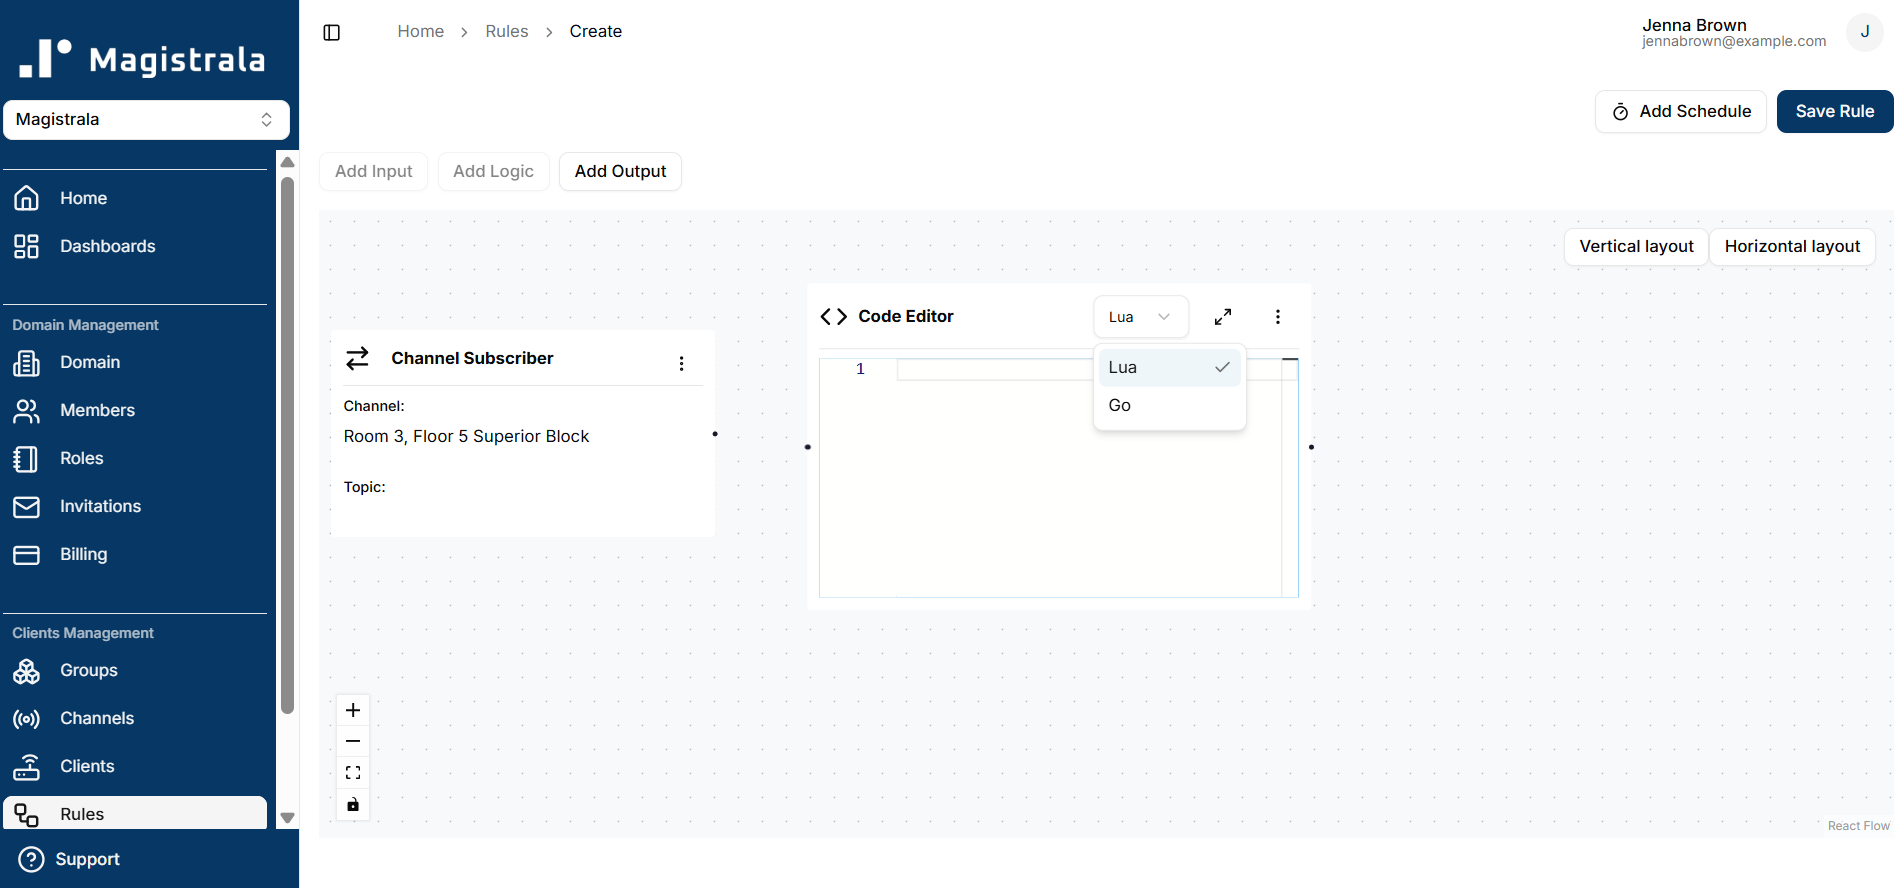 Magistrala
Magistrala
Home
Dashboards
Domain Management
Domain
Members
Roles
Invitations
Billing
Clients Management
Groups
Channels
Clients
Rules
Support
Home > Rules > Create
Jenna Brown
jennabrown@example.com
J
Add Schedule
Save Rule
Add Input
Add Logic
Add Output
Vertical layout
Horizontal layout
Channel Subscriber
Channel:
Room 3, Floor 5 Superior Block
Topic:
Code Editor
Lua
1
Lua
Go
React Flow